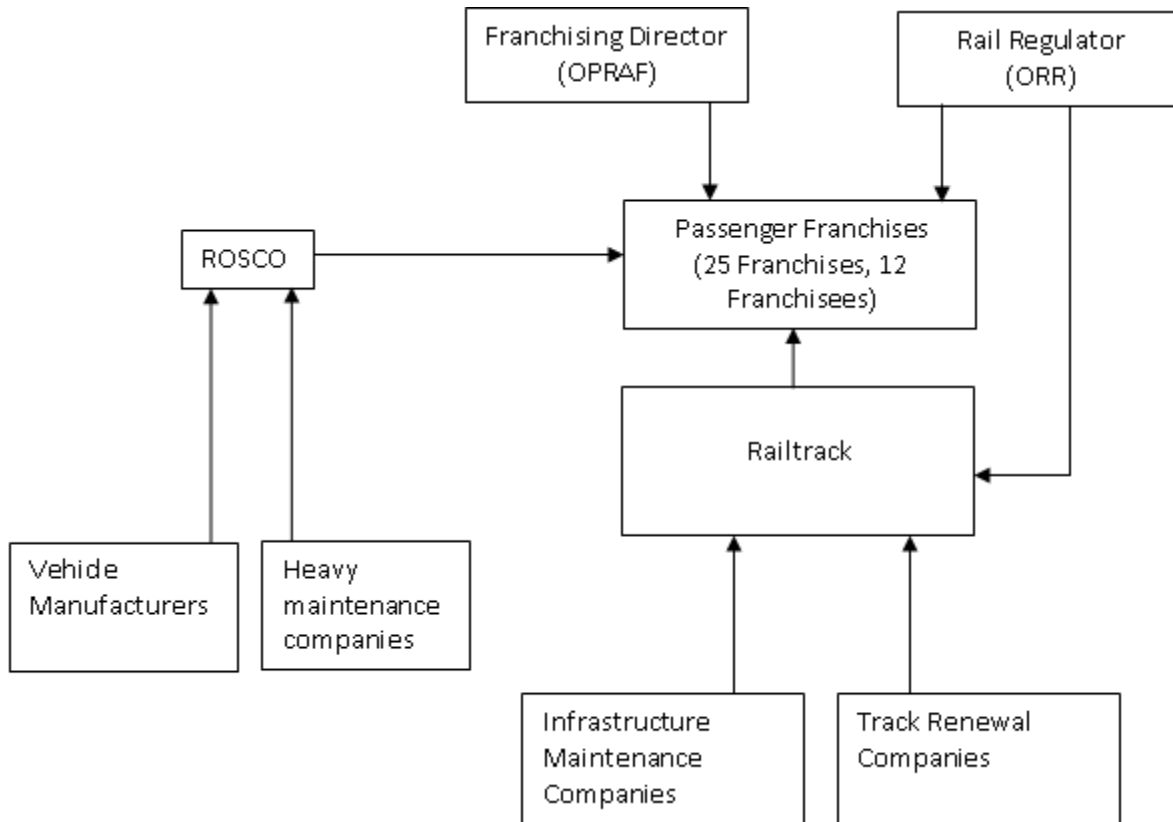 Franchising Director
(OPRAF)
Rail Regulator
(ORR)
Passenger Franchises
(25 Franchises, 12
Franchisees)
ROSCO
Railtrack
Vehide
Manufacturers
Heavy
maintenance
companies
Infrastructure
Maintenance
Companies
Track Renewal
Companies